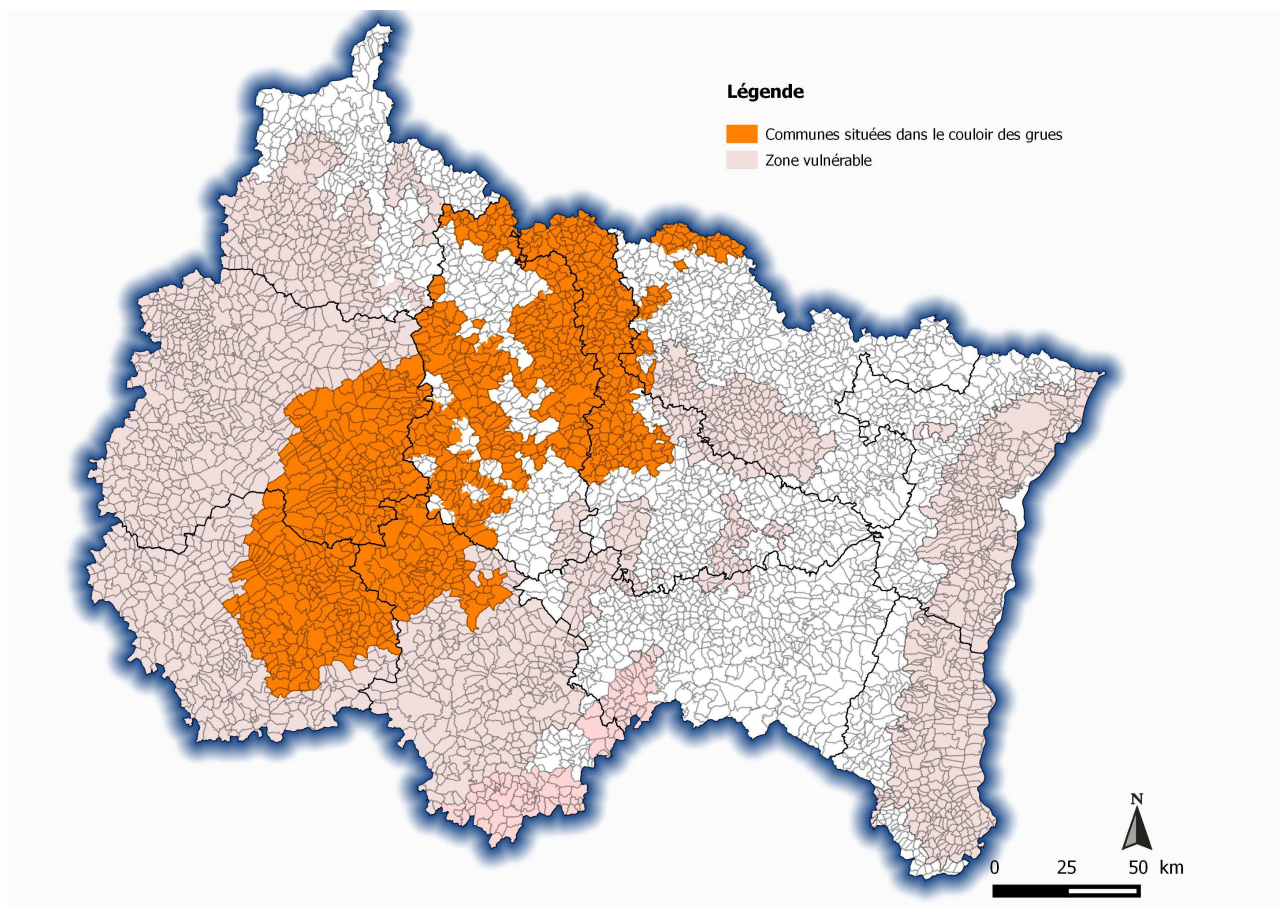 Légende
Communes situées dans le couloir des grues
Zone vulnérable
N
0 25 50 km